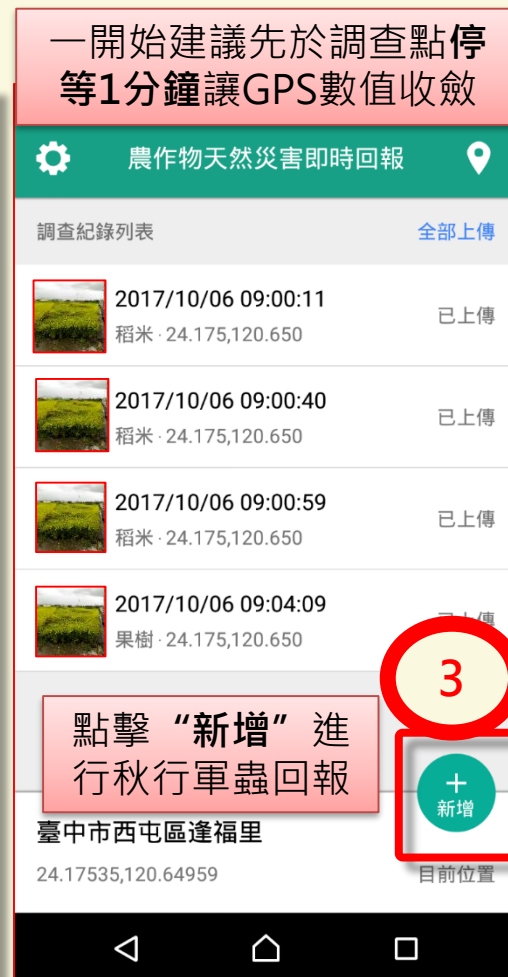 一開始建議先於調查點停
等1分鐘讓GPS數值收斂
農作物天然災害即時回報
調查紀錄列表 全部上傳
2017/10/06 09:00:11
稻米 · 24.175,120.650 已上傳
2017/10/06 09:00:40
稻米 · 24.175,120.650 已上傳
2017/10/06 09:00:59
稻米 · 24.175,120.650 已上傳
2017/10/06 09:04:09
果樹 · 24.175,120.650 已上傳
3
點擊“新增”進
行秋行軍蟲回報
+
新增
臺中市西屯區逢福里
24.17535,120.64959 目前位置